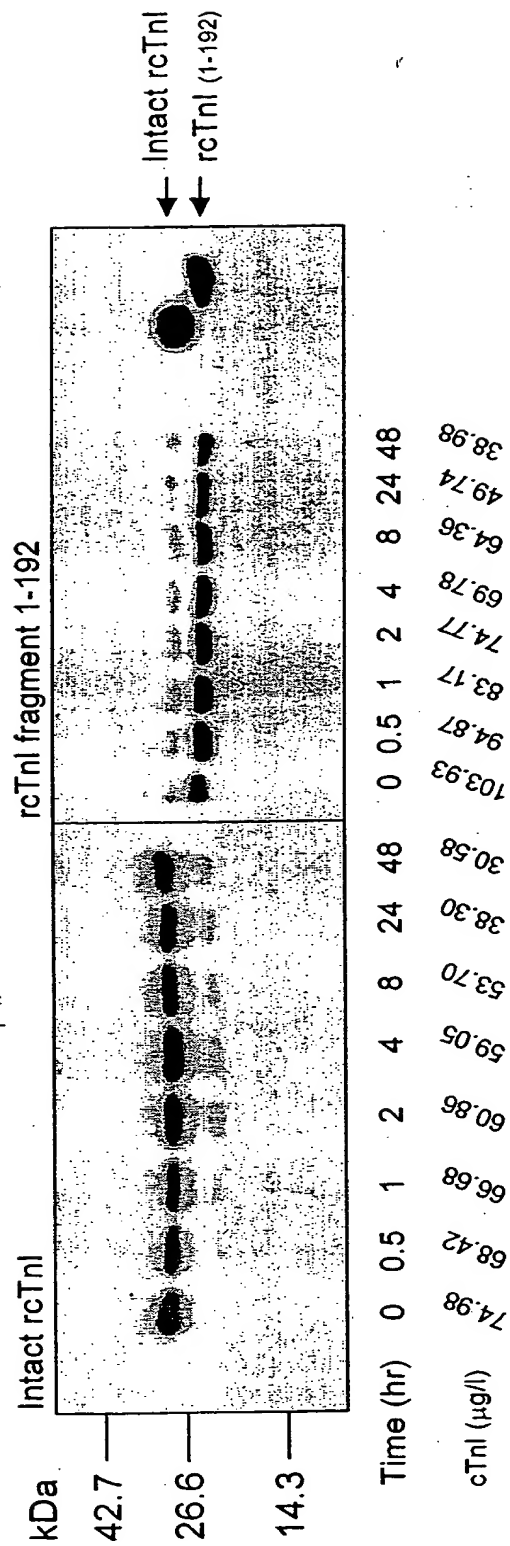 Intact rcTnI
rcTnI fragment 1-192
kDa
42.7
26.6
14.3
Intact rcTnI
rcTnI (1-192)
Time (hr) 0 0.5 1 2 4 8 24 48 0 0.5 1 2 4 8 24 48
cTnI (µg/l) 74.98 68.42 66.68 60.86 59.05 53.70 38.30 30.58 103.93 94.87 83.17 74.77 69.78 64.36 49.74 38.98